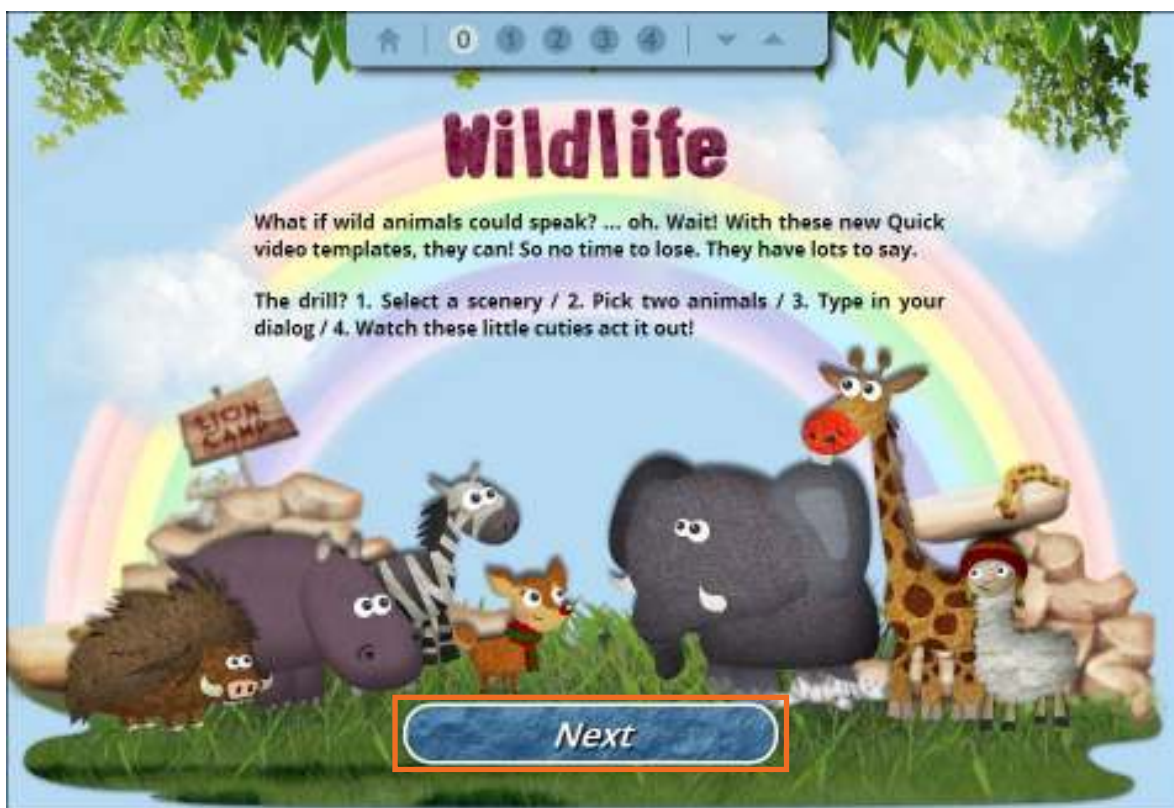 0 1 2 3 4
Wildlife
What if wild animals could speak? ... oh. Wait! With these new Quick
video templates, they can! So no time to lose. They have lots to say.
The drill? 1. Select a scenery / 2. Pick two animals / 3. Type in your
dialog / 4. Watch these little cuties act it out!
LION
CAMP
Next